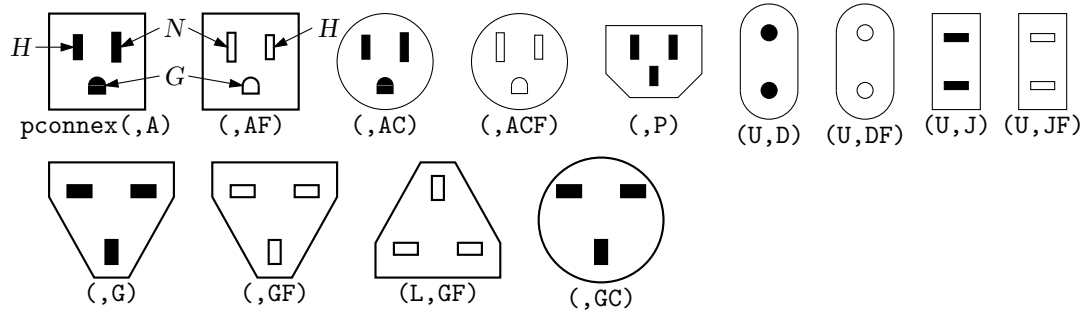 H N H
G
pconnex(,A) (,AF) (,AC) (,ACF) (,P) (U,D) (U,DF) (U,J) (U,JF)
(,G) (,GF) (L,GF) (,GC)